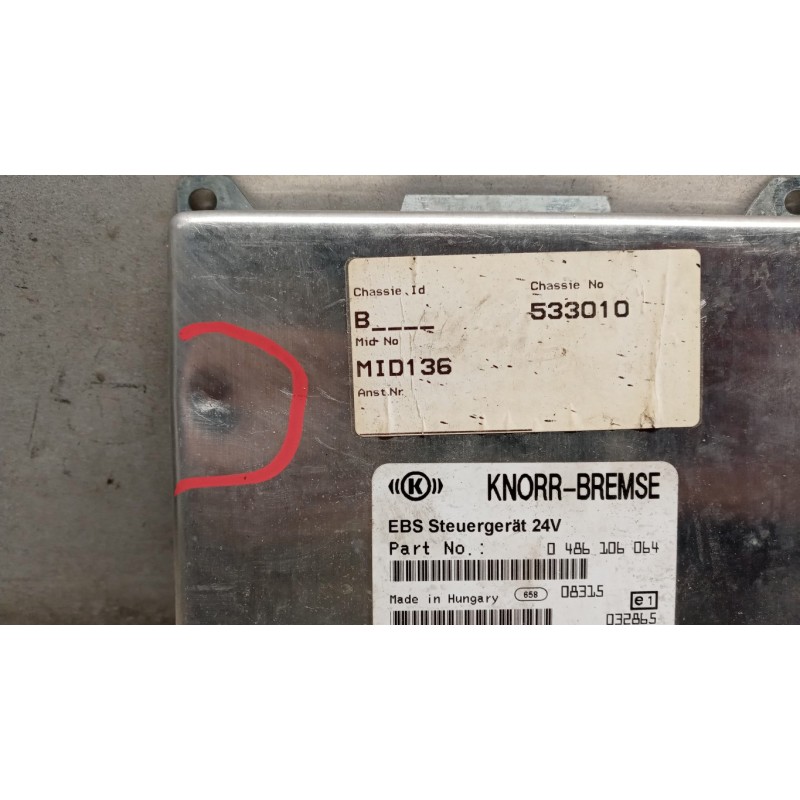 Chassie.Id Chassie No
B____ 533010
Mid No
MID136
Anst.Nr
((K)) KNORR-BREMSE
EBS Steuergerät 24V
Part No.: 0 486 106 064
Made in Hungary 658 08315 e1
032865